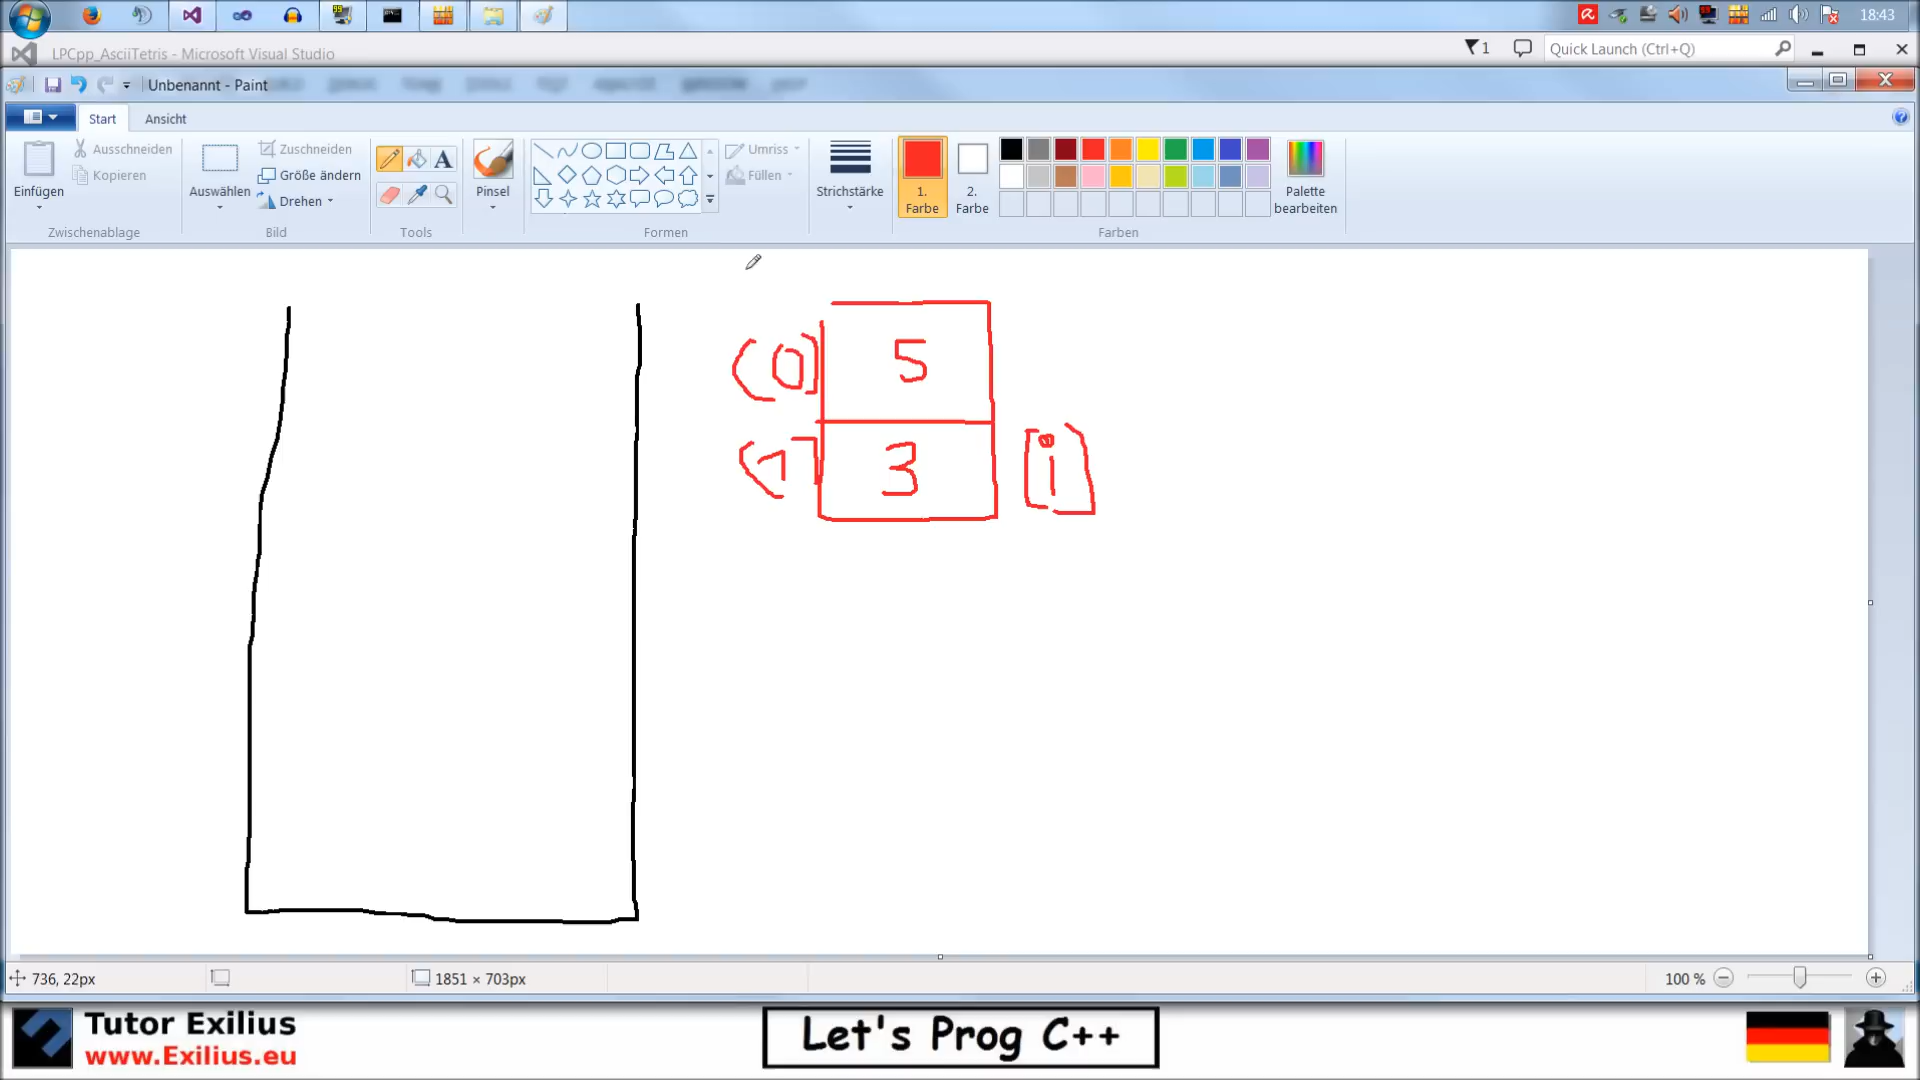 18:43
LPCpp_AsciiTetris - Microsoft Visual Studio
1
Quick Launch (Ctrl+Q)
Unbenannt - Paint
Start
Ansicht
Einfügen
Ausschneiden
Kopieren
Zwischenablage
Auswählen
Zuschneiden
Größe ändern
Drehen
Bild
A
Tools
Pinsel
Formen
Umriss
Füllen
Strichstärke
1.
Farbe
2.
Farbe
Palette
bearbeiten
Farben
(0]
5
(1]
3
[i]
736, 22px
1851 × 703px
100 %
Tutor Exilius
www.Exilius.eu
Let's Prog C++